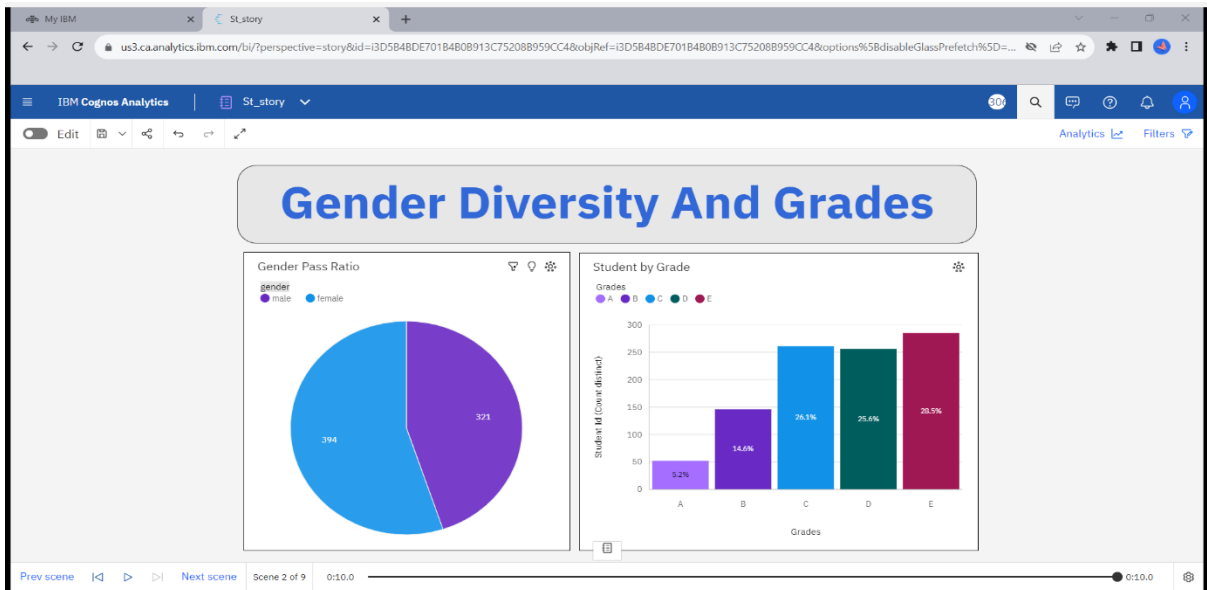 My IBM
St_story
us3.ca.analytics.ibm.com/bi/?perspective=story&id=i3D5B4BDE701B4B0B913C75208B959CC4&objRef=i3D5B4BDE701B4B0B913C75208B959CC4&options%5BdisableGlassPrefetch%5D=...
IBM Cognos Analytics
St_story
306
Edit
Analytics
Filters
Gender Diversity And Grades
Gender Pass Ratio
gender
male female
321
394
Student by Grade
Grades
A B C D E
Student Id (Count distinct)
300
250
200
150
100
50
0
5.2%
14.6%
26.1%
25.6%
28.5%
A B C D E
Grades
Prev scene
Next scene
Scene 2 of 9
0:10.0
0:10.0